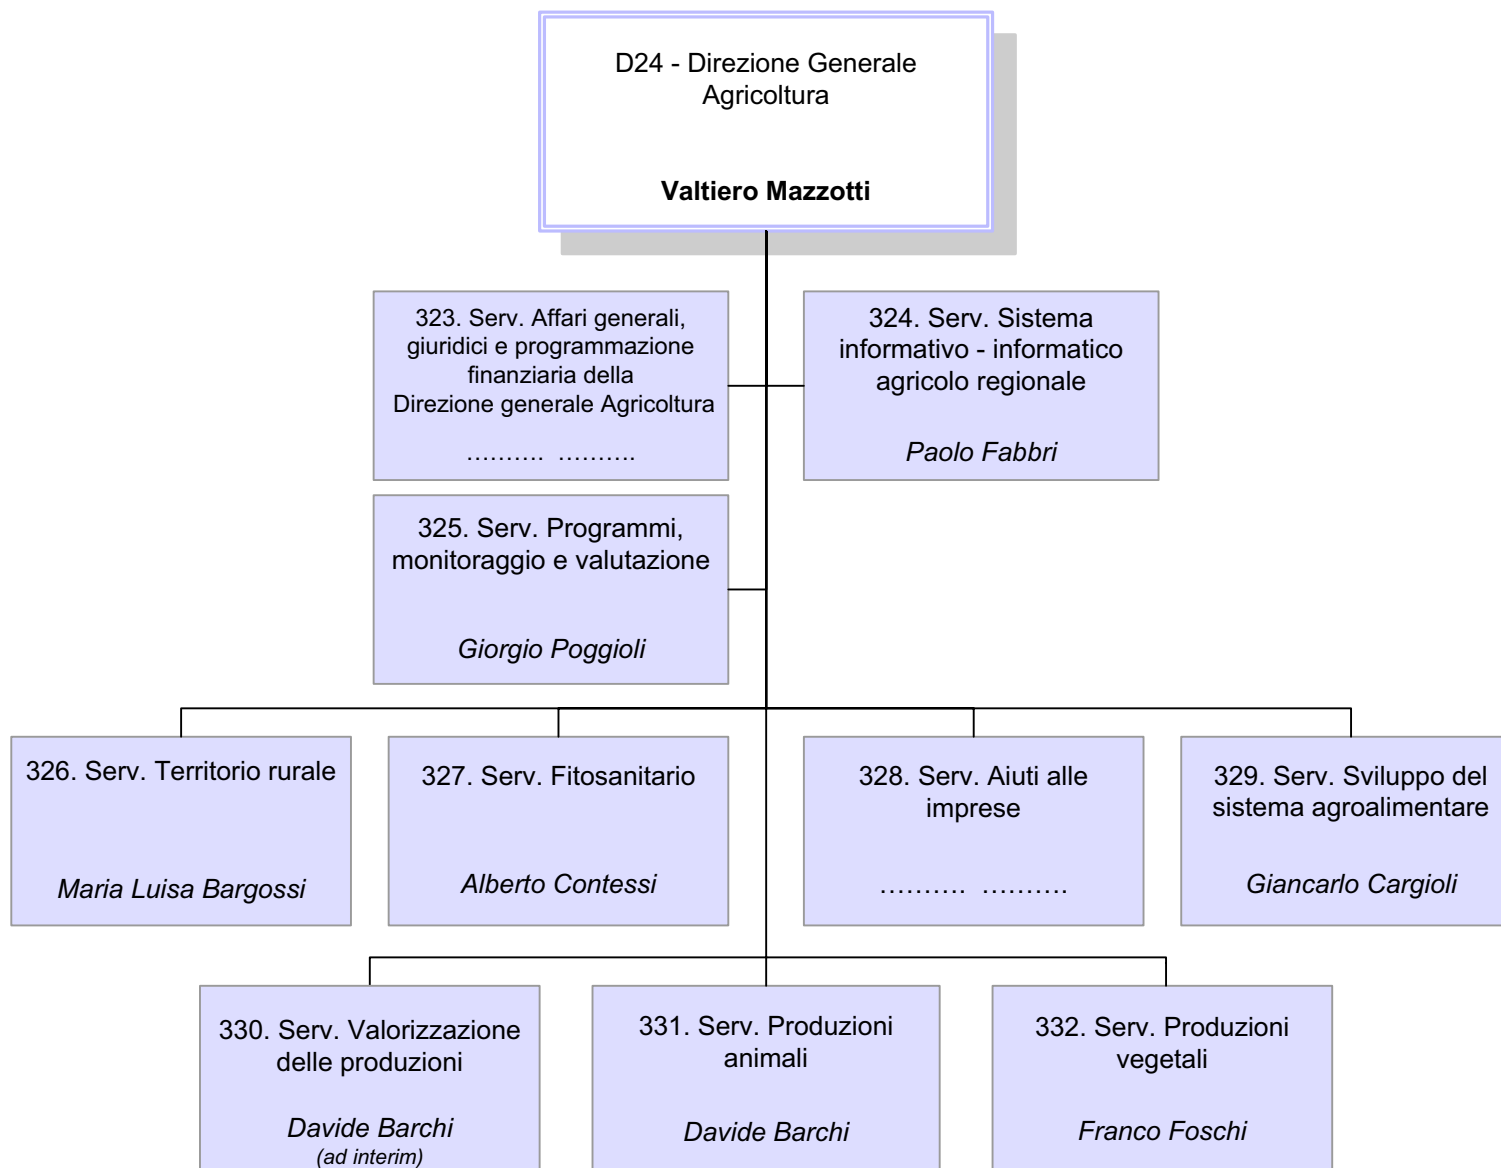 D24 - Direzione Generale
Agricoltura
Valtiero Mazzotti
323. Serv. Affari generali,
giuridici e programmazione
finanziaria della
Direzione generale Agricoltura
.......... ..........
324. Serv. Sistema
informativo - informatico
agricolo regionale
Paolo Fabbri
325. Serv. Programmi,
monitoraggio e valutazione
Giorgio Poggioli
326. Serv. Territorio rurale
Maria Luisa Bargossi
327. Serv. Fitosanitario
Alberto Contessi
328. Serv. Aiuti alle
imprese
.......... ..........
329. Serv. Sviluppo del
sistema agroalimentare
Giancarlo Cargioli
330. Serv. Valorizzazione
delle produzioni
Davide Barchi
(ad interim)
331. Serv. Produzioni
animali
Davide Barchi
332. Serv. Produzioni
vegetali
Franco Foschi